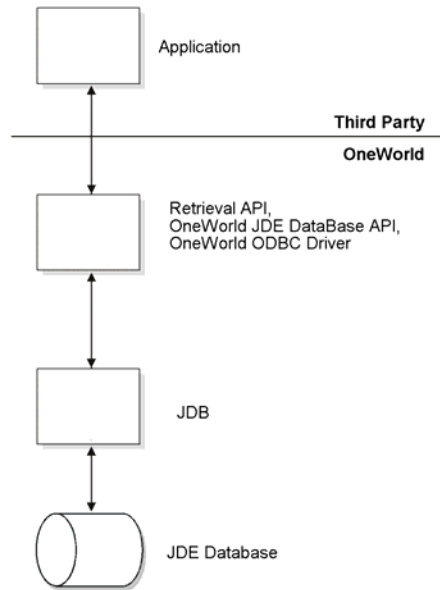 Application
Third Party
OneWorld
Retrieval API,
OneWorld JDE DataBase API,
OneWorld ODBC Driver
JDB
JDE Database